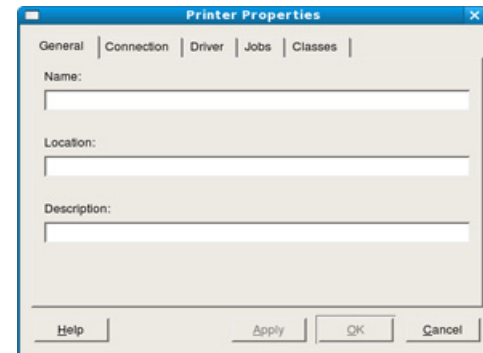 Printer Properties
General Connection Driver Jobs Classes
Name:
Location:
Description:
Help Apply OK Cancel